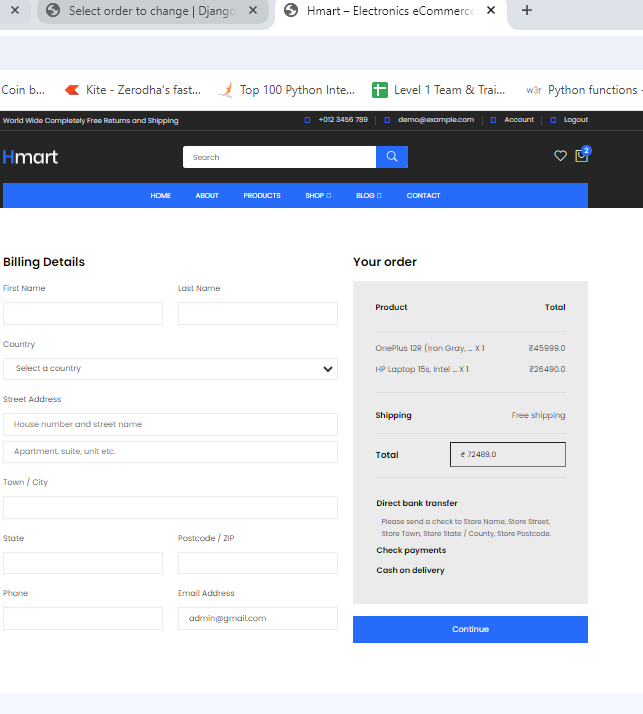 Select order to change | Django
Hmart – Electronics eCommerce
Coin b... Kite - Zerodha's fast... Top 100 Python Inte... Level 1 Team & Trai... w3r Python functions -
World Wide Completely Free Returns and Shipping +012 3456 789 demo@example.com Account Logout
Hmart Search 2
HOME ABOUT PRODUCTS SHOP BLOG CONTACT
Billing Details
First Name Last Name
Country
Select a country
Street Address
House number and street name
Apartment, suite, unit etc.
Town / City
State Postcode / ZIP
Phone Email Address
admin@gmail.com
Your order
Product Total
OnePlus 12R (Iron Gray, ... X 1 ₹45999.0
HP Laptop 15s, Intel ... X 1 ₹26490.0
Shipping Free shipping
Total ₹ 72489.0
Direct bank transfer
Please send a check to Store Name, Store Street,
Store Town, Store State / County, Store Postcode.
Check payments
Cash on delivery
Continue